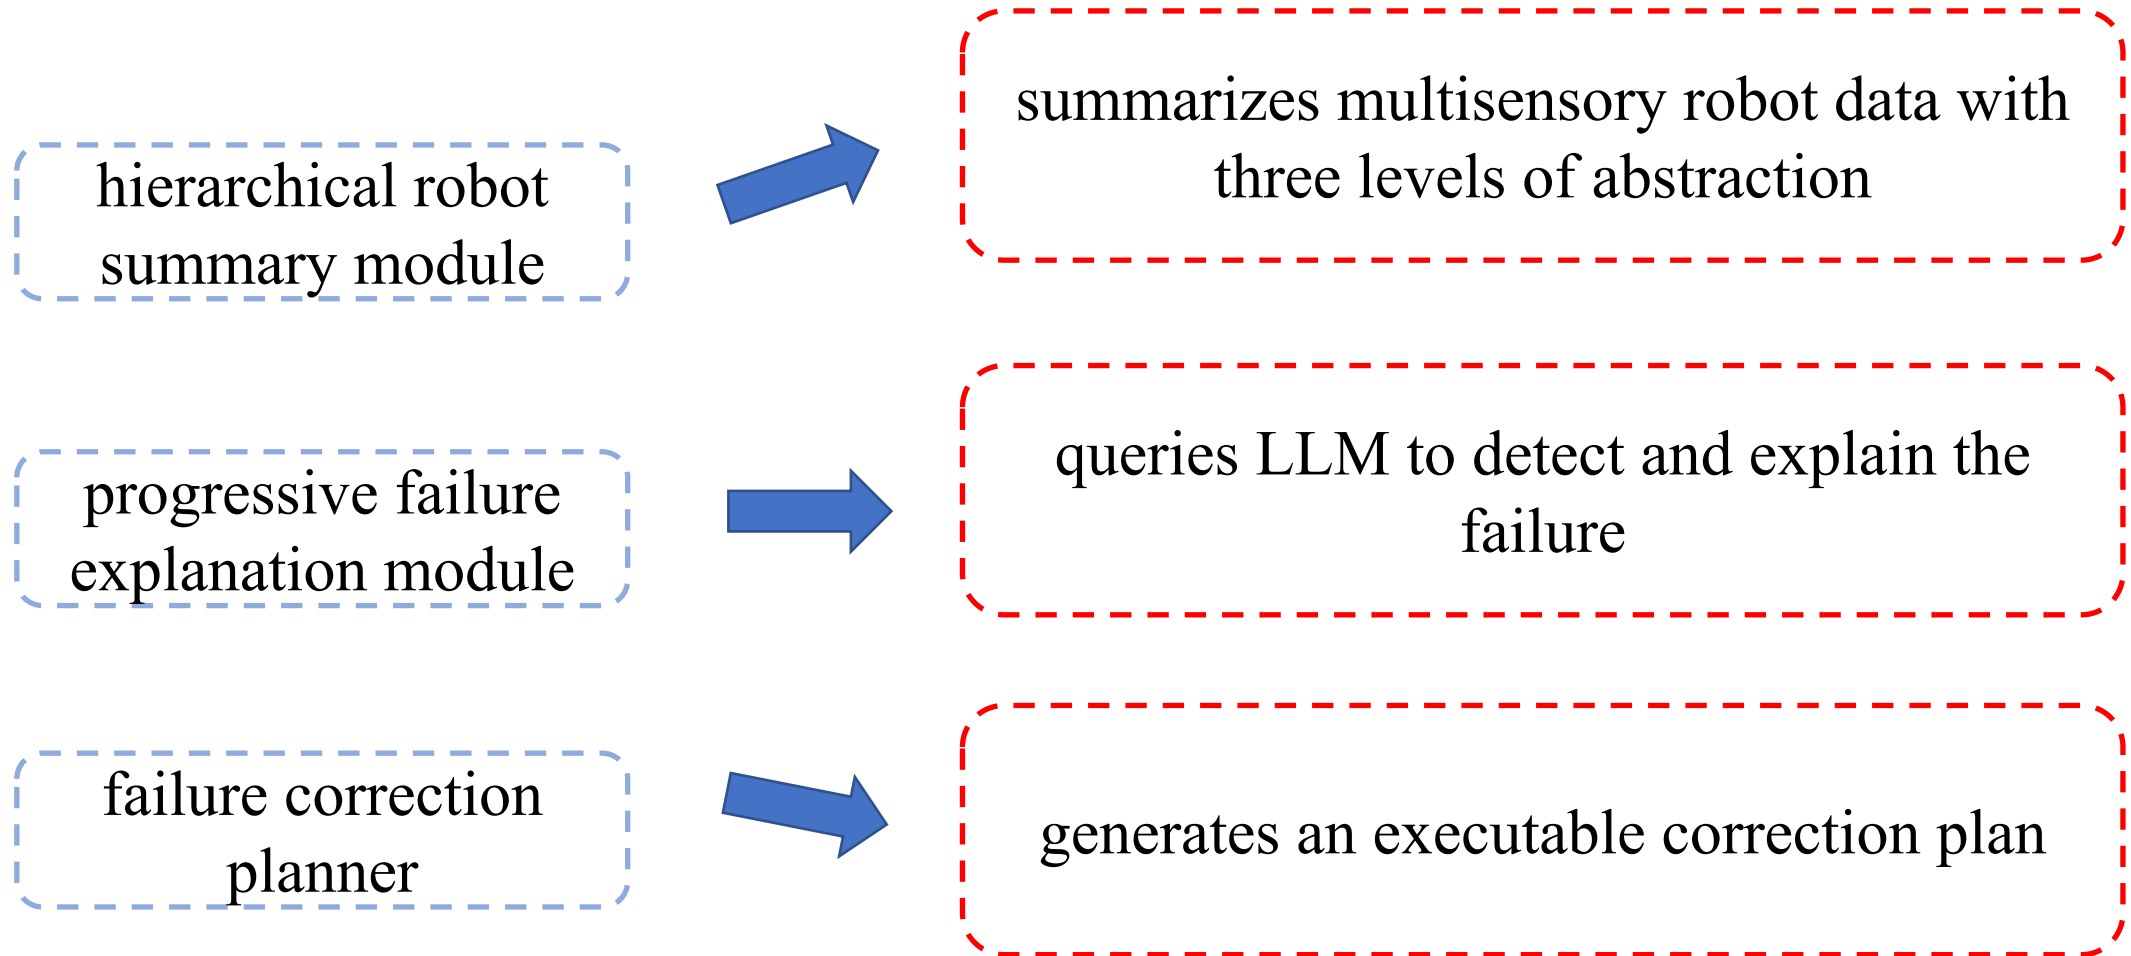 hierarchical robot
summary module
summarizes multisensory robot data with
three levels of abstraction
progressive failure
explanation module
queries LLM to detect and explain the
failure
failure correction
planner
generates an executable correction plan